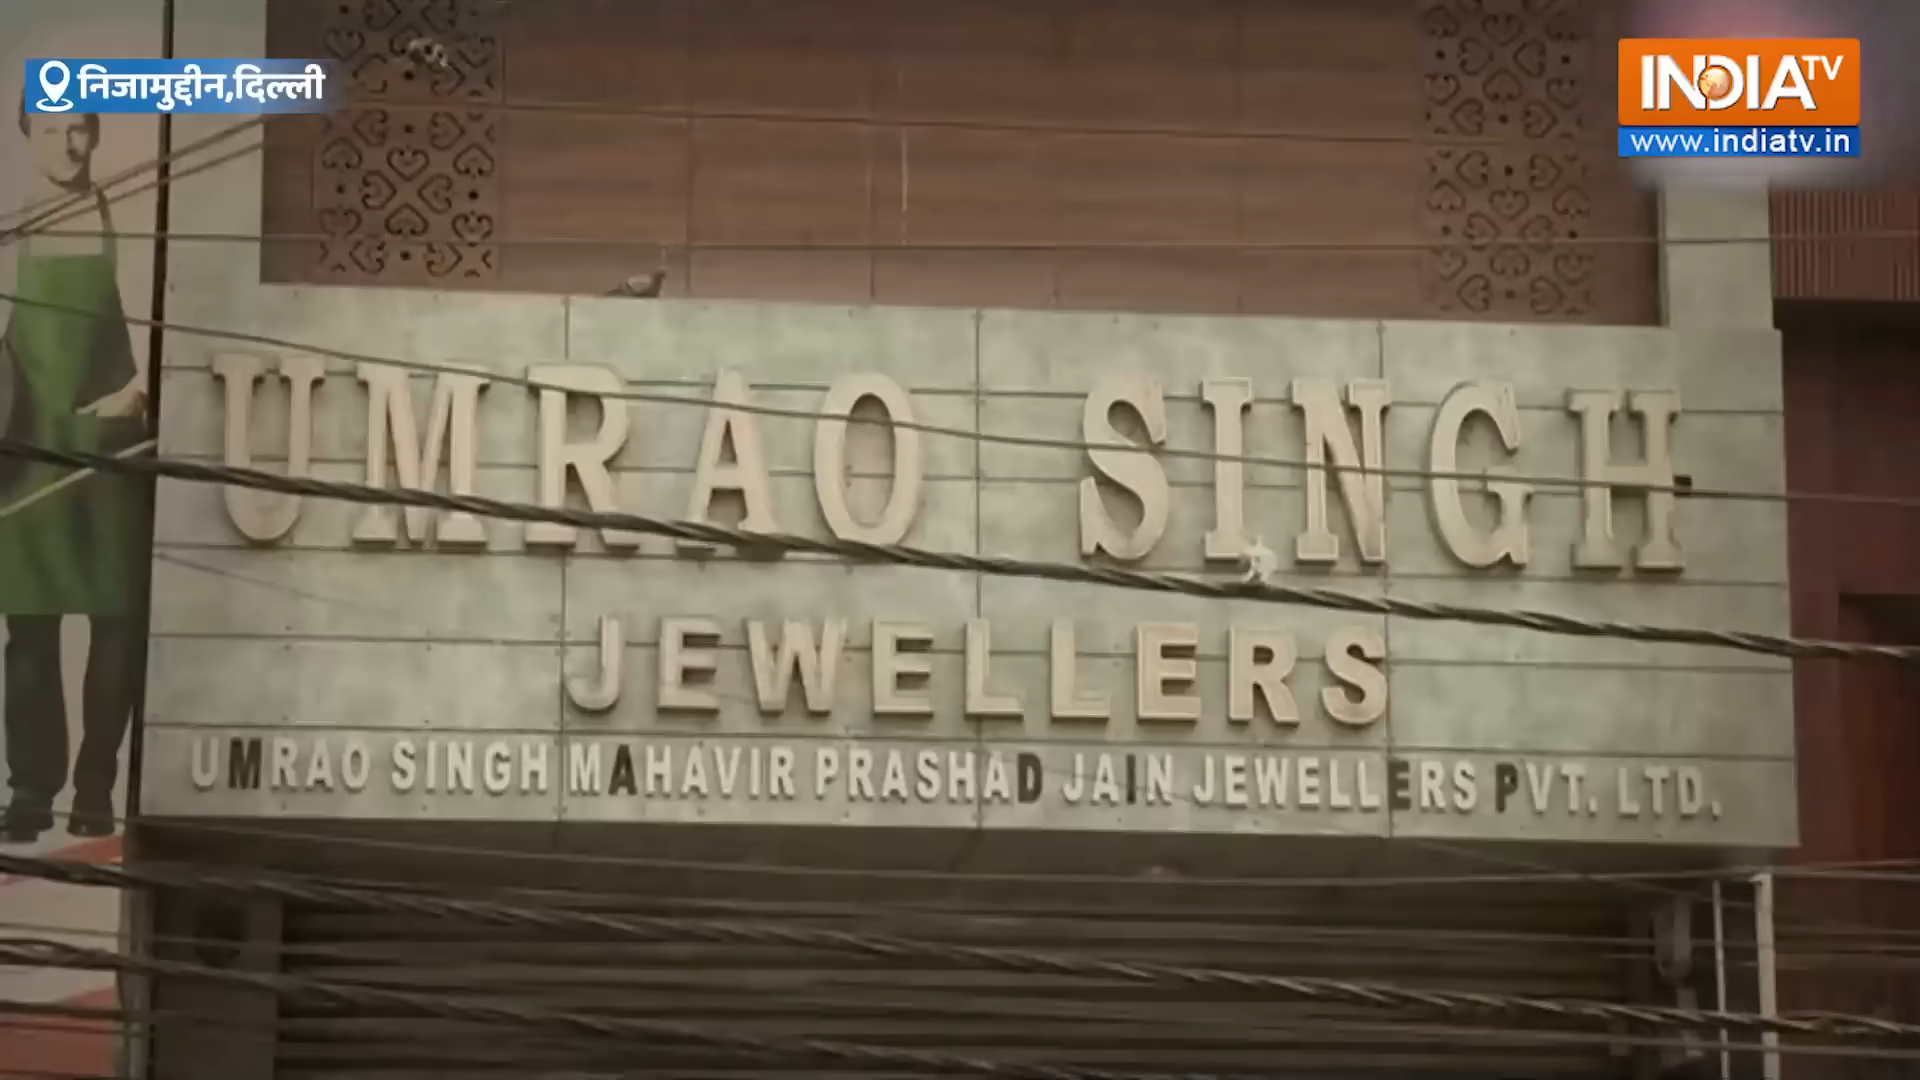 निजामुद्दीन,दिल्ली
INDIA TV
www.indiatv.in
UMRAO SINGH
JEWELLERS
UMRAO SINGH MAHAVIR PRASHAD JAIN JEWELLERS PVT. LTD.